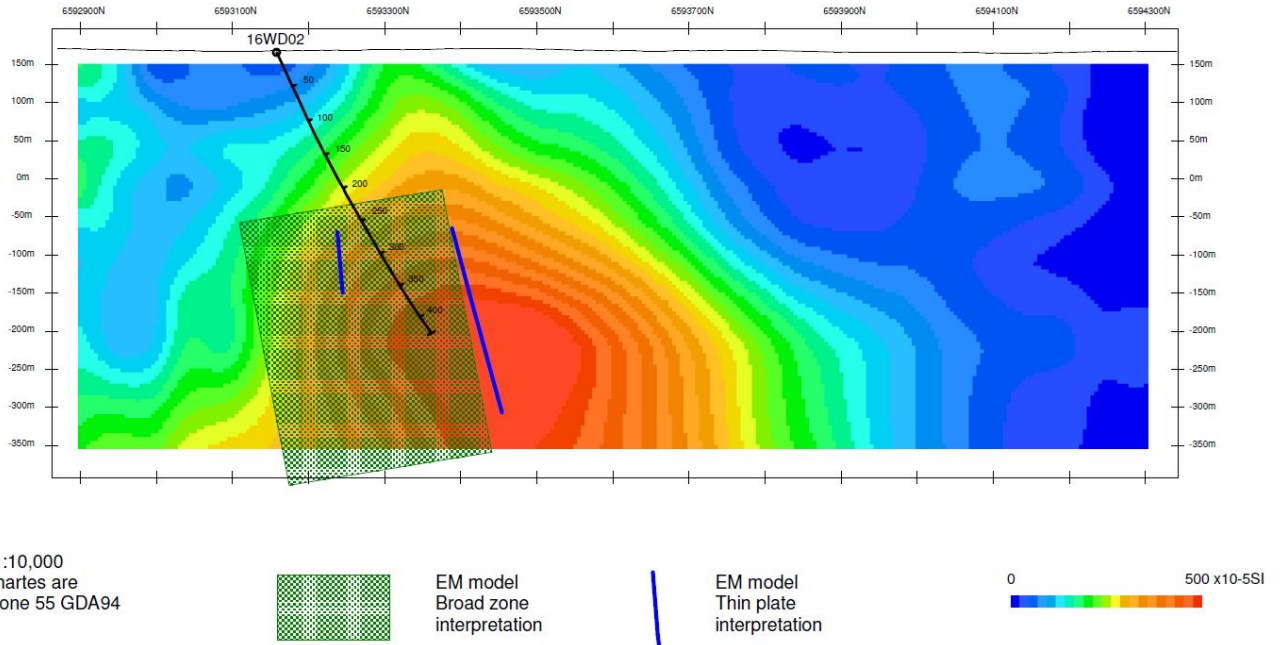 6592900N 6593100N 6593300N 6593500N 6593700N 6593900N 6594100N 6594300N
16WD02
150m 150m
50
100m 100m
100
50m 50m
150
0m 0m
200
-50m -50m
250
-100m -100m
300
-150m -150m
350
400
-200m -200m
-250m -250m
-300m -300m
-350m -350m
:10,000
nartes are
one 55 GDA94
EM model
Broad zone
interpretation
EM model
Thin plate
interpretation
0 500 x10-5SI